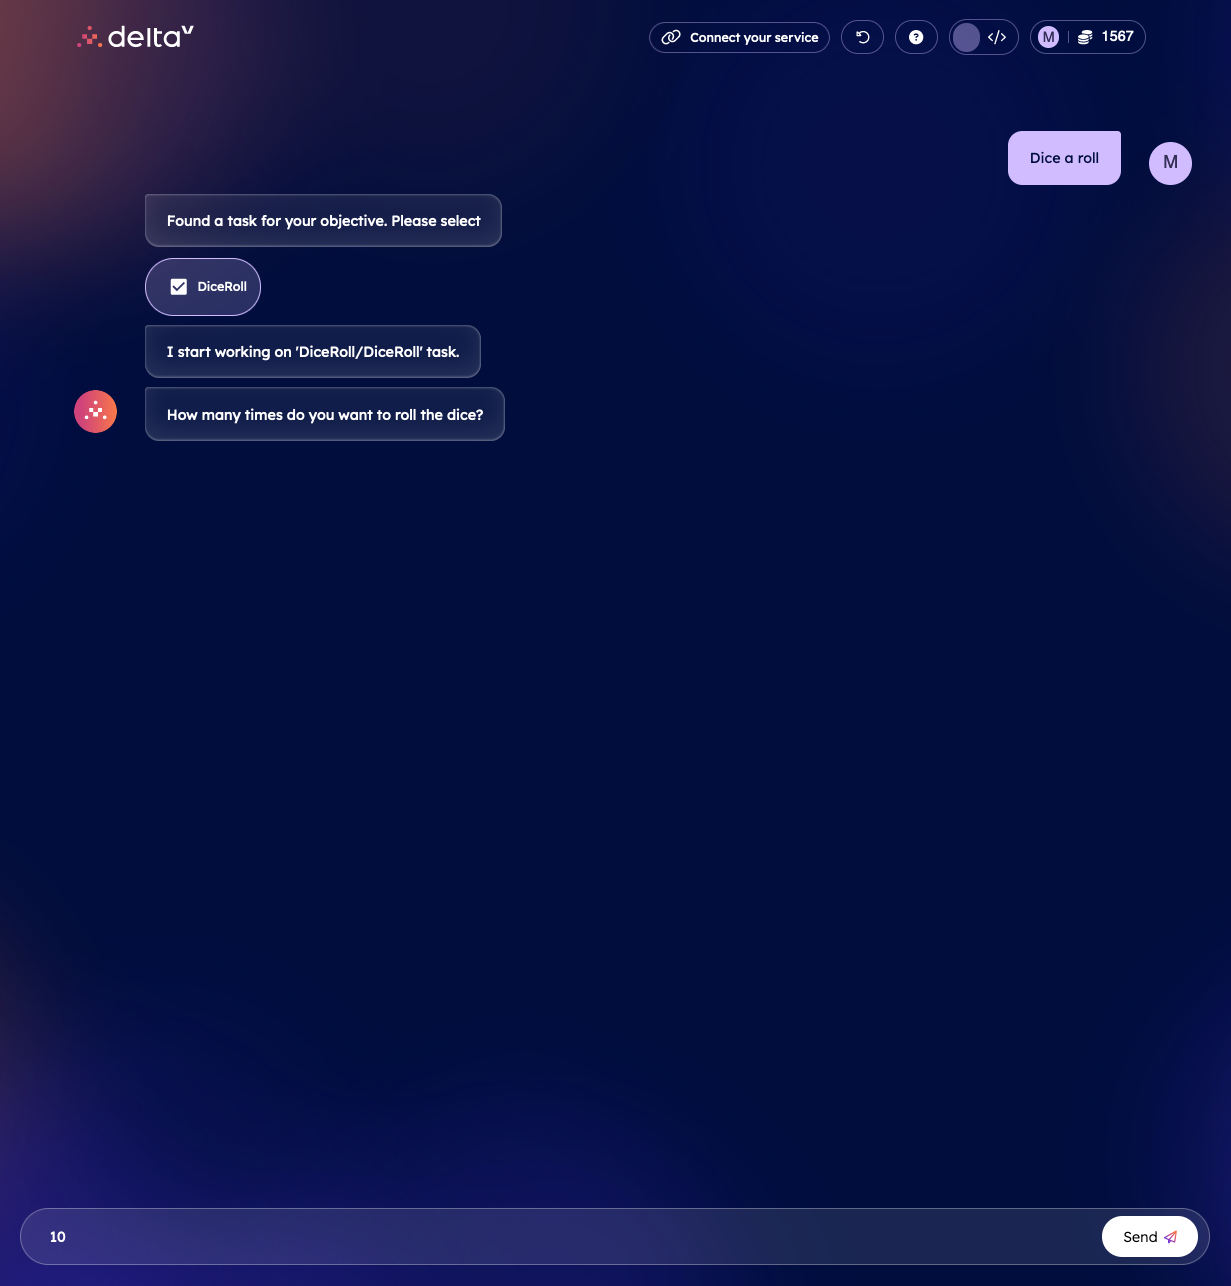 delta v
Connect your service
M
1567
Dice a roll
M
Found a task for your objective. Please select
DiceRoll
I start working on 'DiceRoll/DiceRoll' task.
How many times do you want to roll the dice?
10
Send